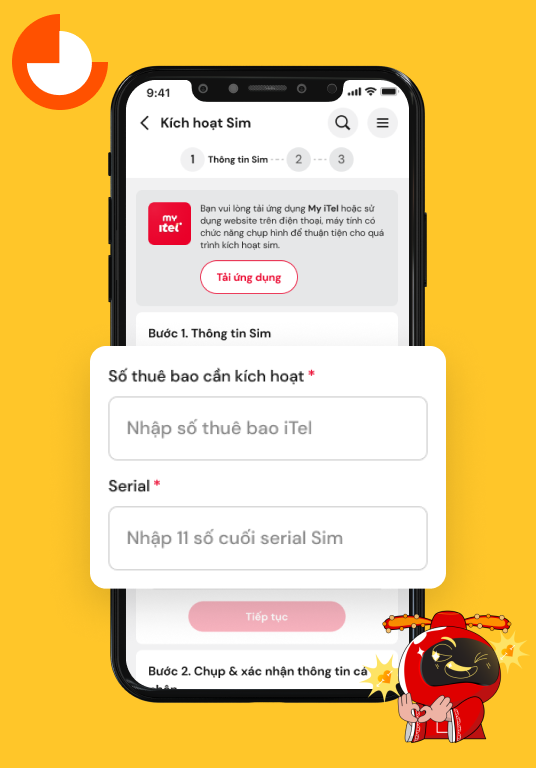 9:41
Kích hoạt Sim
1 Thông tin Sim 2 3
my
itel
Bạn vui lòng tải ứng dụng My iTel hoặc sử
dụng website trên điện thoại, máy tính có
chức năng chụp hình để thuận tiện cho quá
trình kích hoạt sim.
Tải ứng dụng
Bước 1. Thông tin Sim
Số thuê bao cần kích hoạt *
Nhập số thuê bao iTel
Serial *
Nhập 11 số cuối serial Sim
Tiếp tục
Bước 2. Chụp & xác nhận thông tin cá
nhân